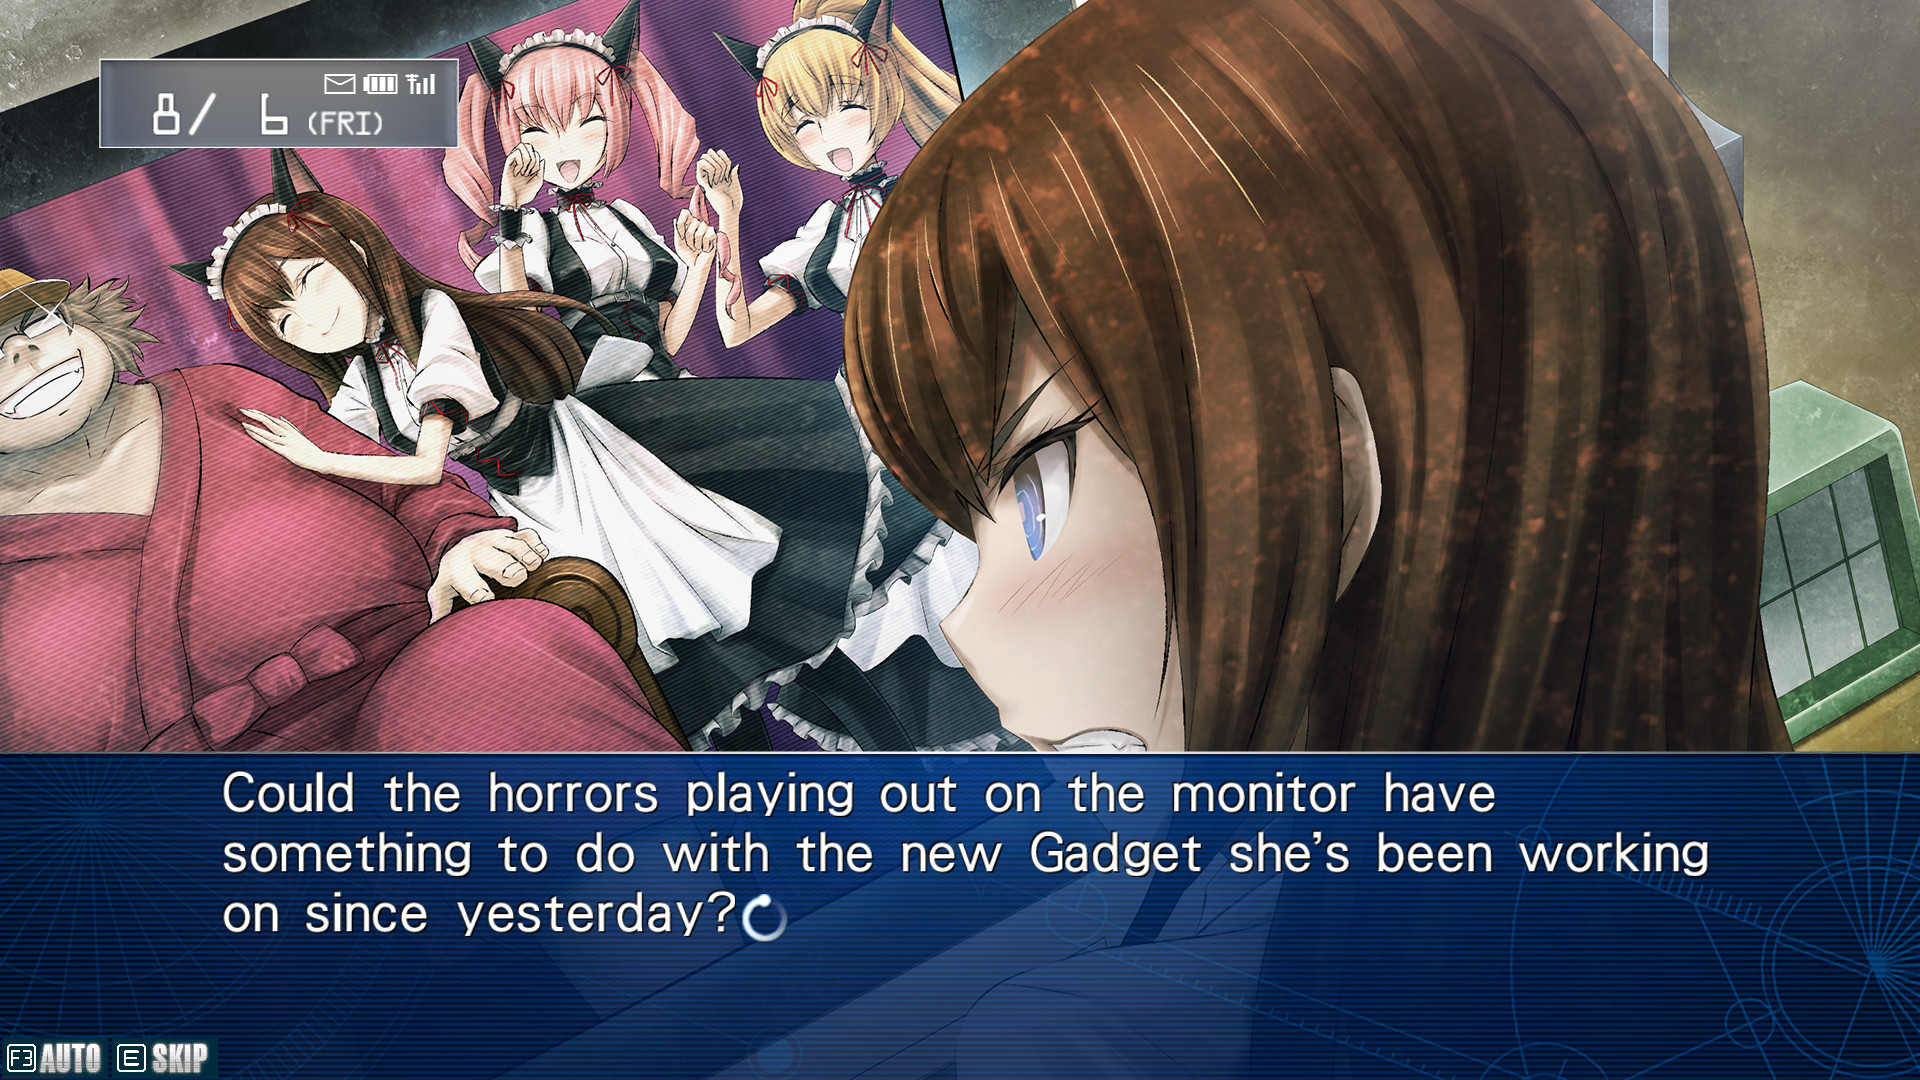 8/ 6 (FRI)
Could the horrors playing out on the monitor have
something to do with the new Gadget she's been working
on since yesterday?
F3 AUTO E SKIP